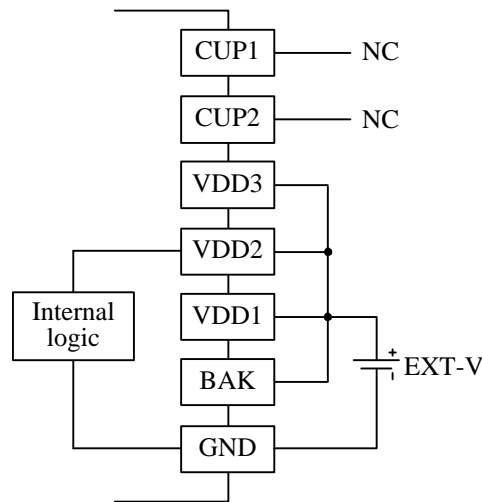 CUP1 NC
CUP2 NC
VDD3
VDD2
Internal
logic
VDD1
+
EXT-V
-
BAK
GND